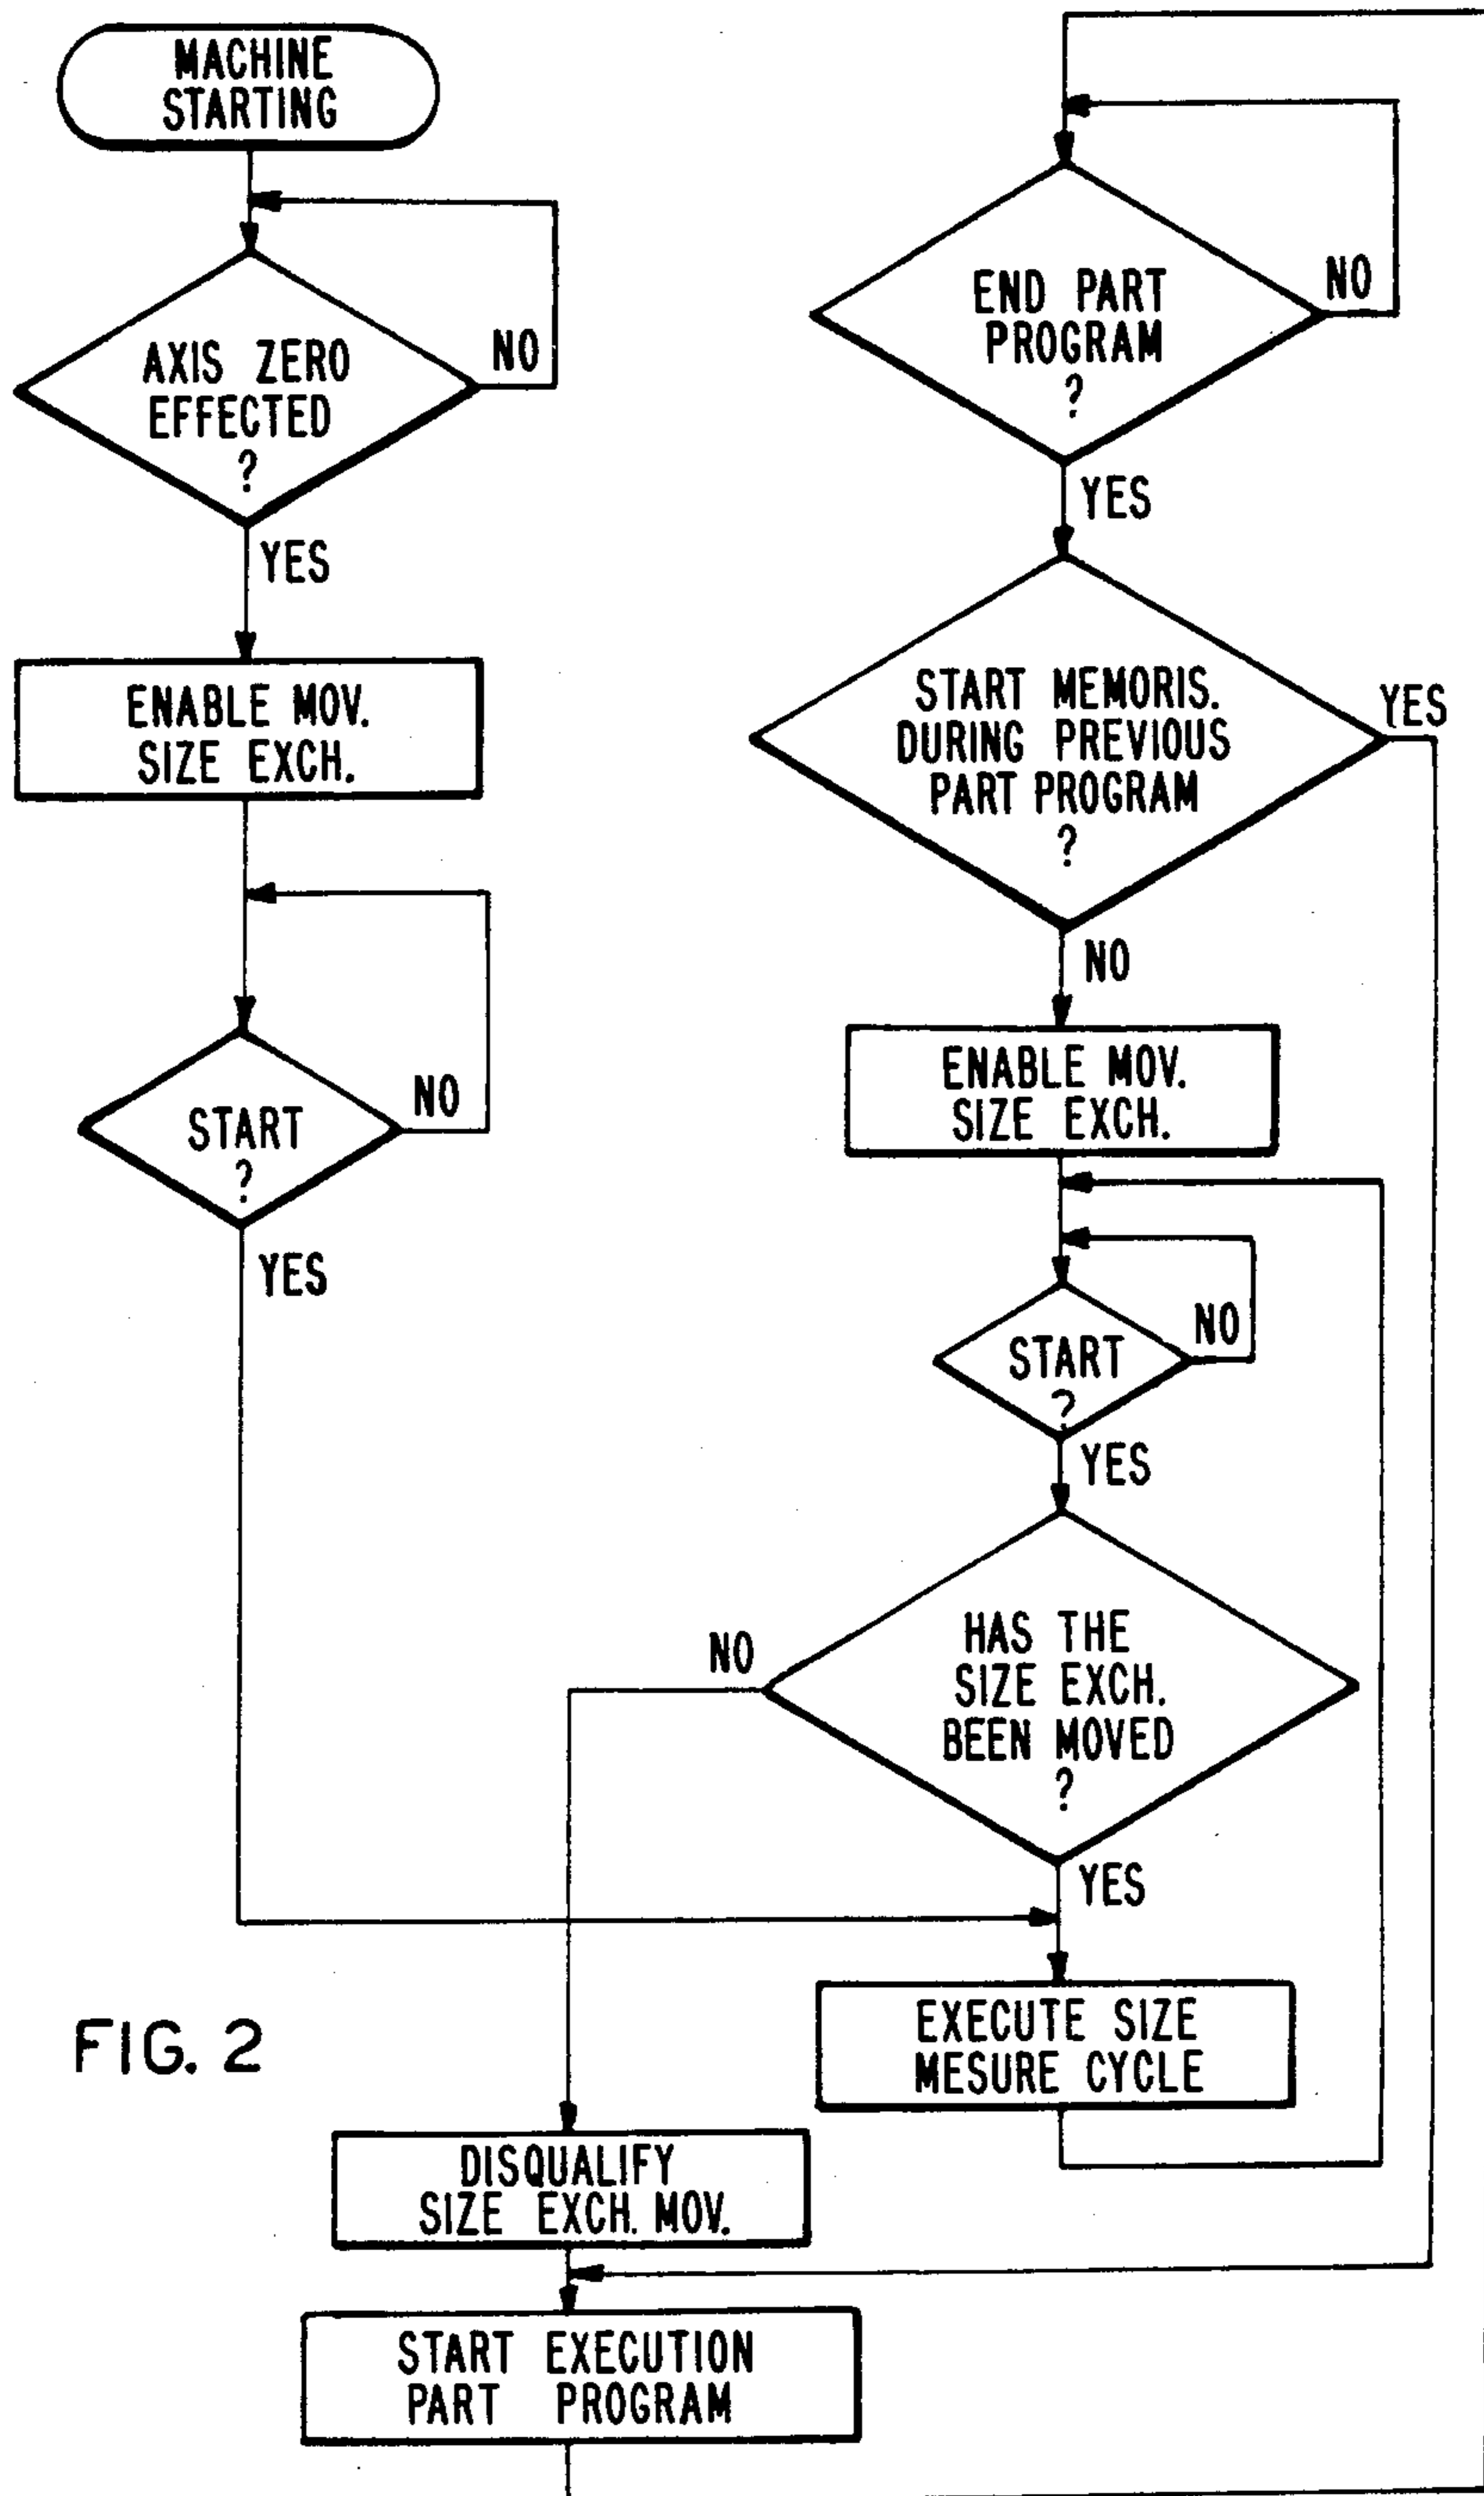 MACHINE
STARTING
AXIS ZERO
EFFECTED
?
NO
YES
ENABLE MOV.
SIZE EXCH.
START
?
NO
YES
END PART
PROGRAM
?
NO
YES
START MEMORIS.
DURING PREVIOUS
PART PROGRAM
?
YES
NO
ENABLE MOV.
SIZE EXCH.
START
?
NO
YES
HAS THE
SIZE EXCH.
BEEN MOVED
?
NO
YES
EXECUTE SIZE
MESURE CYCLE
DISQUALIFY
SIZE EXCH. MOV.
START EXECUTION
PART PROGRAM
FIG. 2